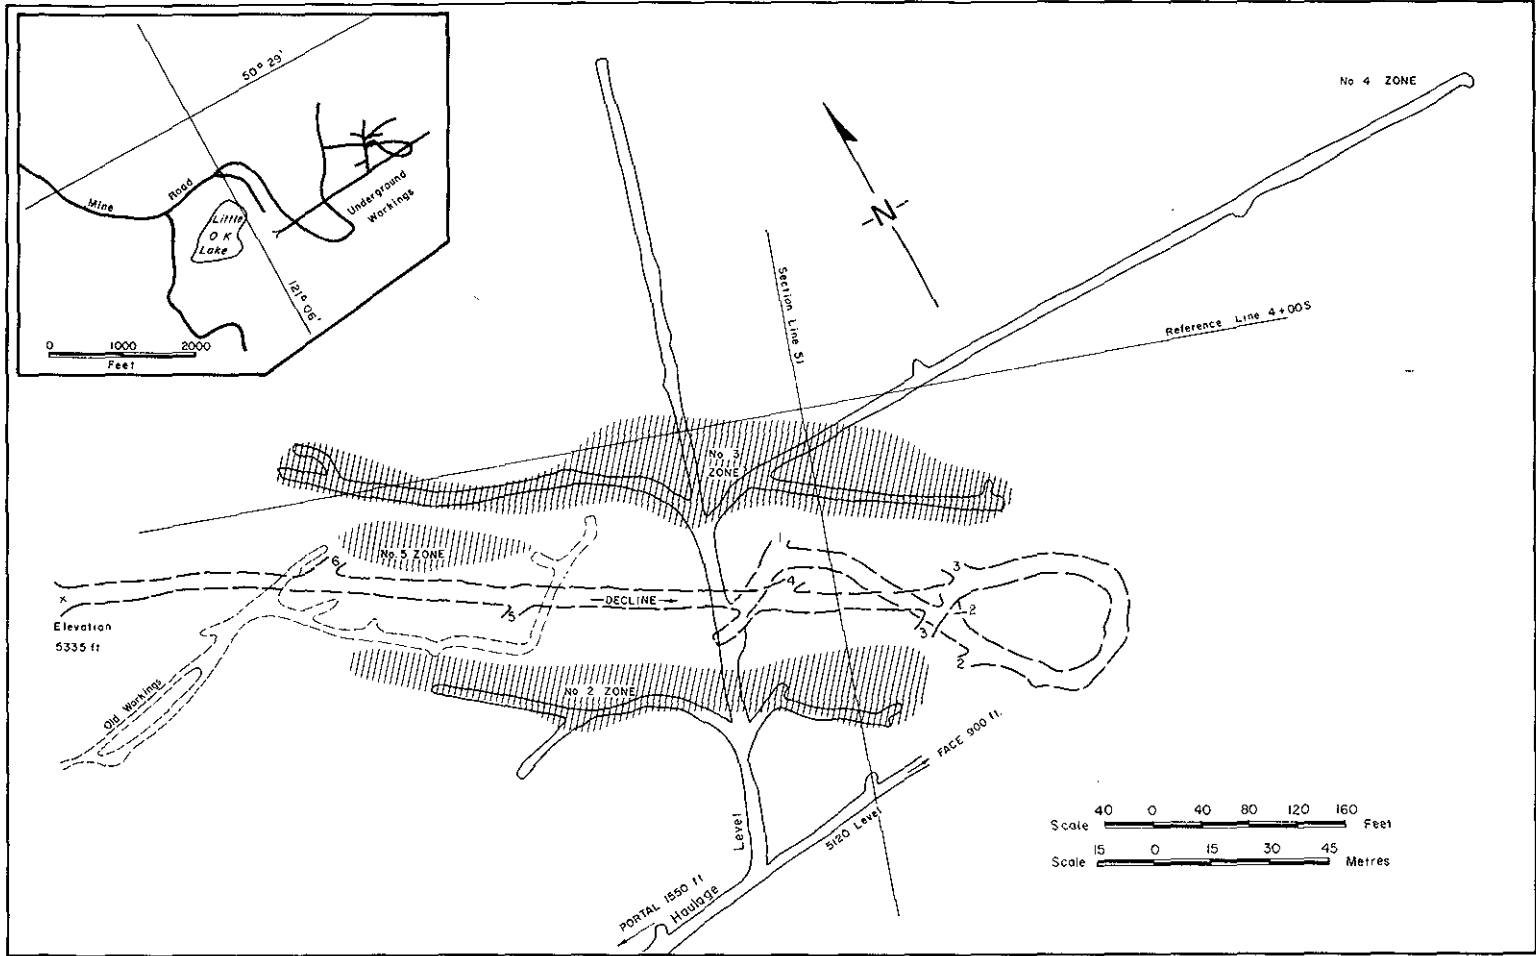 50° 29'
Mine Road
Little
O K
Lake
Underground
Workings
121° 06'
0 1000 2000
Feet
No 4 ZONE
N
Section Line 51
Reference Line 4+00S
No 3
ZONE
No. 5 ZONE
6
1
4
3
DECLINE
5
2
3
2
x
Elevation
5335 ft
Old Workings
No 2 ZONE
FACE 900 ft.
Level
5120 Level
PORTAL 1550 ft
Haulage
40 0 40 80 120 160
Scale Feet
15 0 15 30 45
Scale Metres